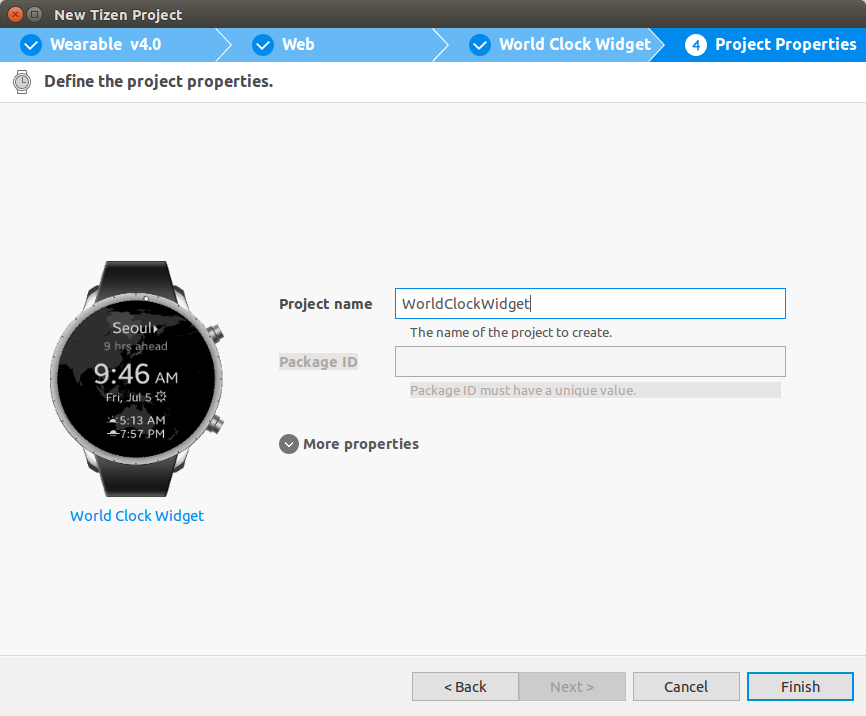 New Tizen Project
Wearable v4.0
Web
World Clock Widget
4 Project Properties
Define the project properties.
Seoul
9 hrs ahead
9:46 AM
Fri, Jul 5
5:13 AM
7:57 PM
World Clock Widget
Project name WorldClockWidget
The name of the project to create.
Package ID
Package ID must have a unique value.
More properties
< Back Next > Cancel Finish